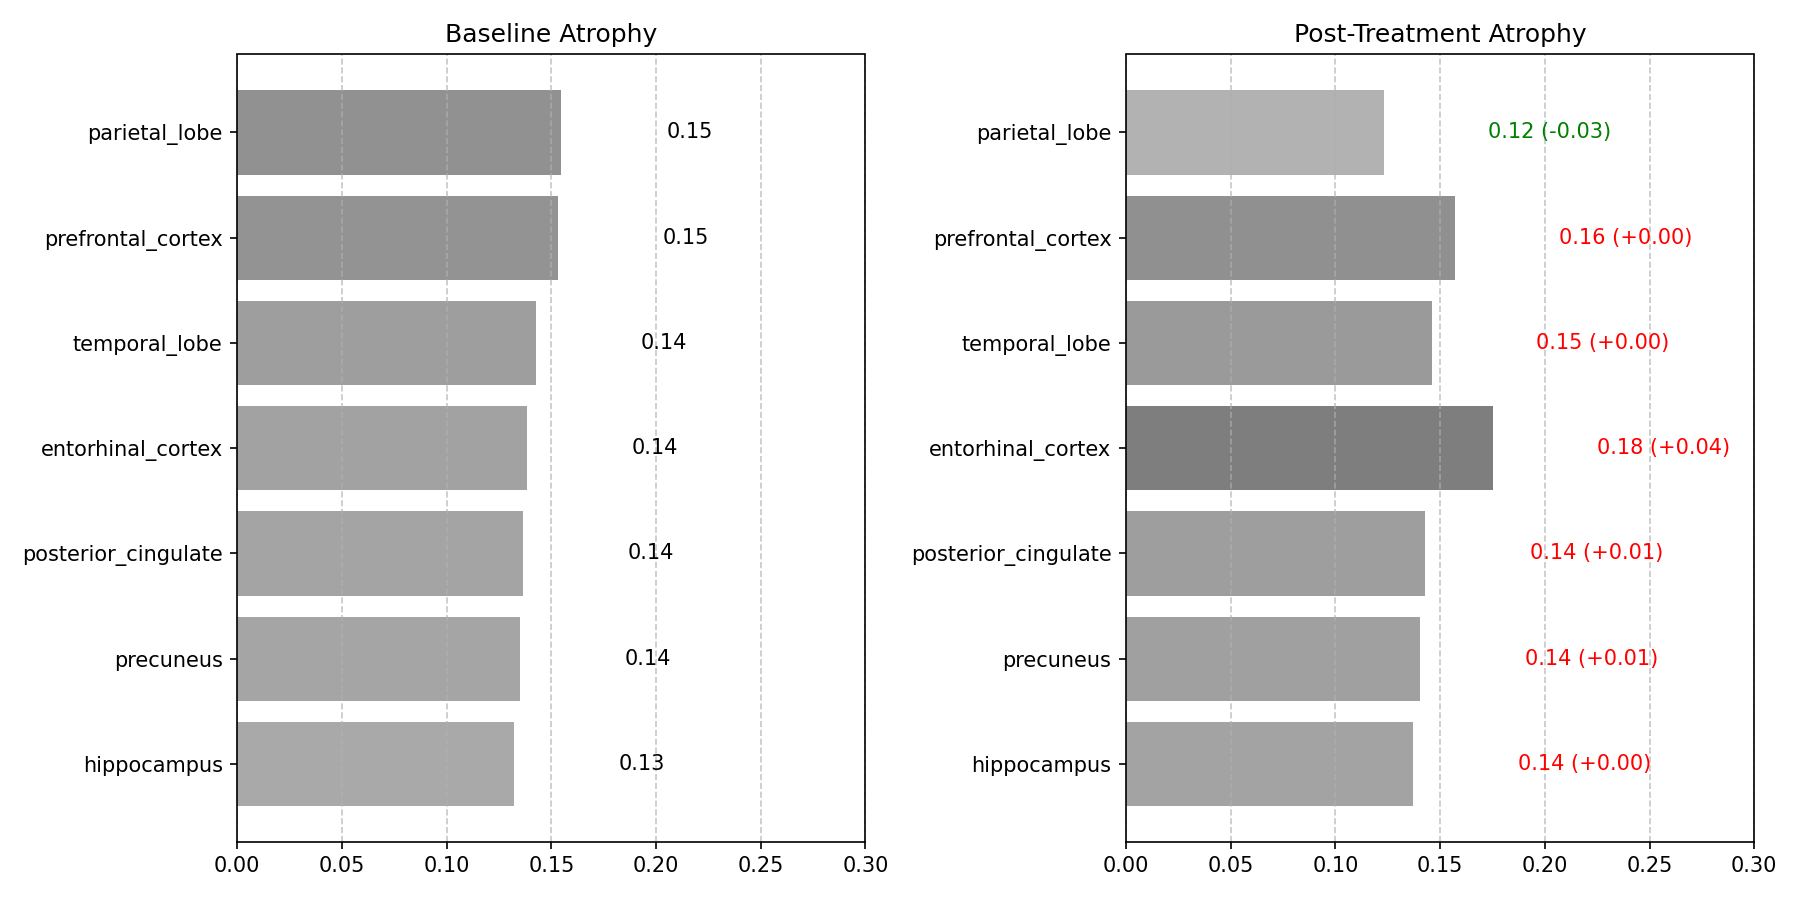 Baseline Atrophy
parietal_lobe
0.15
prefrontal_cortex
0.15
temporal_lobe
0.14
entorhinal_cortex
0.14
posterior_cingulate
0.14
precuneus
0.14
hippocampus
0.13
0.00 0.05 0.10 0.15 0.20 0.25 0.30
Post-Treatment Atrophy
parietal_lobe
0.12 (-0.03)
prefrontal_cortex
0.16 (+0.00)
temporal_lobe
0.15 (+0.00)
entorhinal_cortex
0.18 (+0.04)
posterior_cingulate
0.14 (+0.01)
precuneus
0.14 (+0.01)
hippocampus
0.14 (+0.00)
0.00 0.05 0.10 0.15 0.20 0.25 0.30